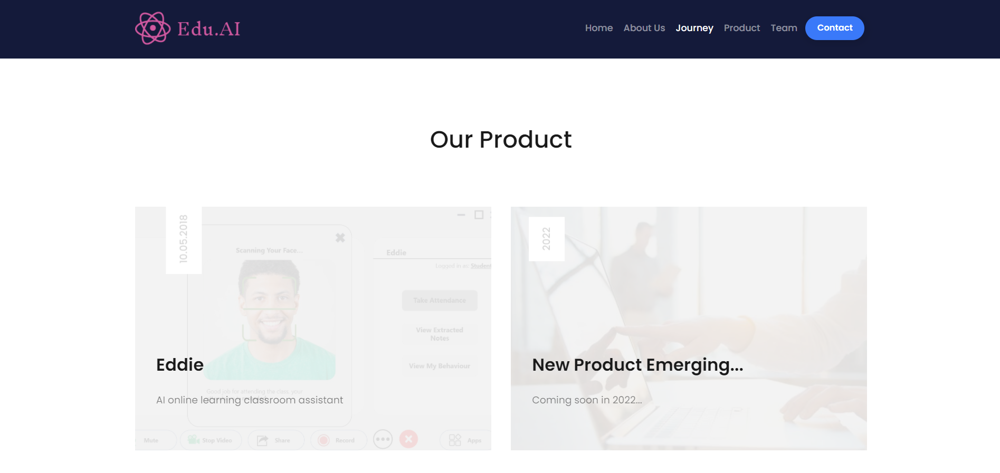 Edu.AI
Home About Us Journey Product Team Contact
Our Product
10.05.2018
Scanning Your Face...
Eddie
Logged in as: Student
Take Attendance
View Extracted
Notes
View My Behaviour
Eddie
Good job for attending the class, your
AI online learning classroom assistant
Mute Stop Video Share Record Apps
2022
New Product Emerging...
Coming soon in 2022...